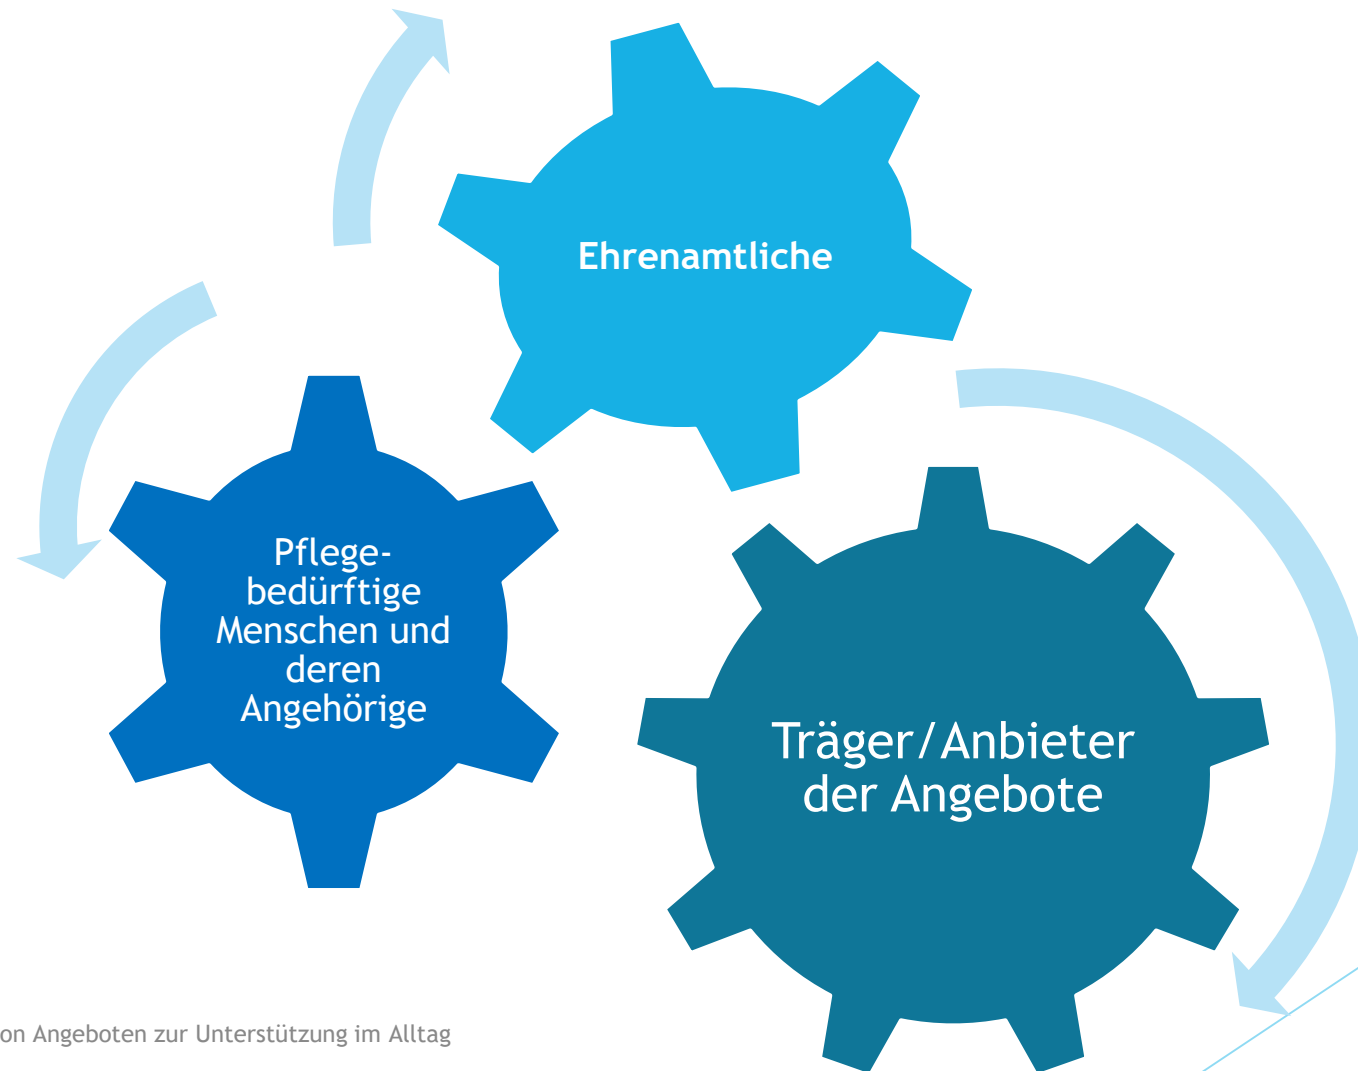 Ehrenamtliche
Pflege-
bedürftige
Menschen und
deren
Angehörige
Träger/Anbieter
der Angebote
on Angeboten zur Unterstützung im Alltag